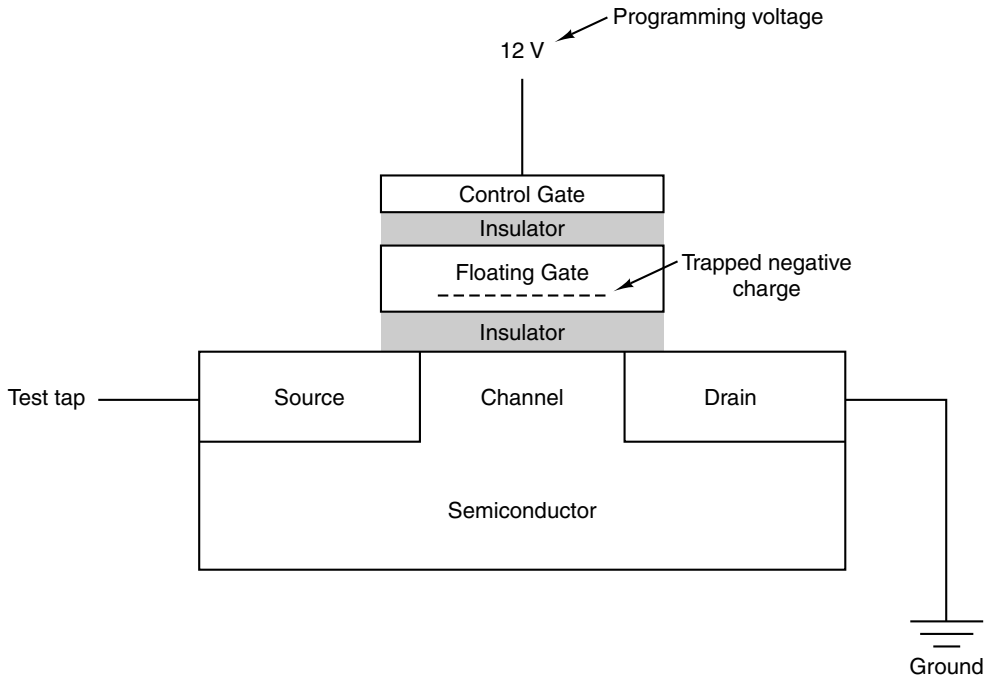 Programming voltage
12 V
Control Gate
Insulator
Floating Gate
Trapped negative
charge
Insulator
Test tap
Source
Channel
Drain
Semiconductor
Ground